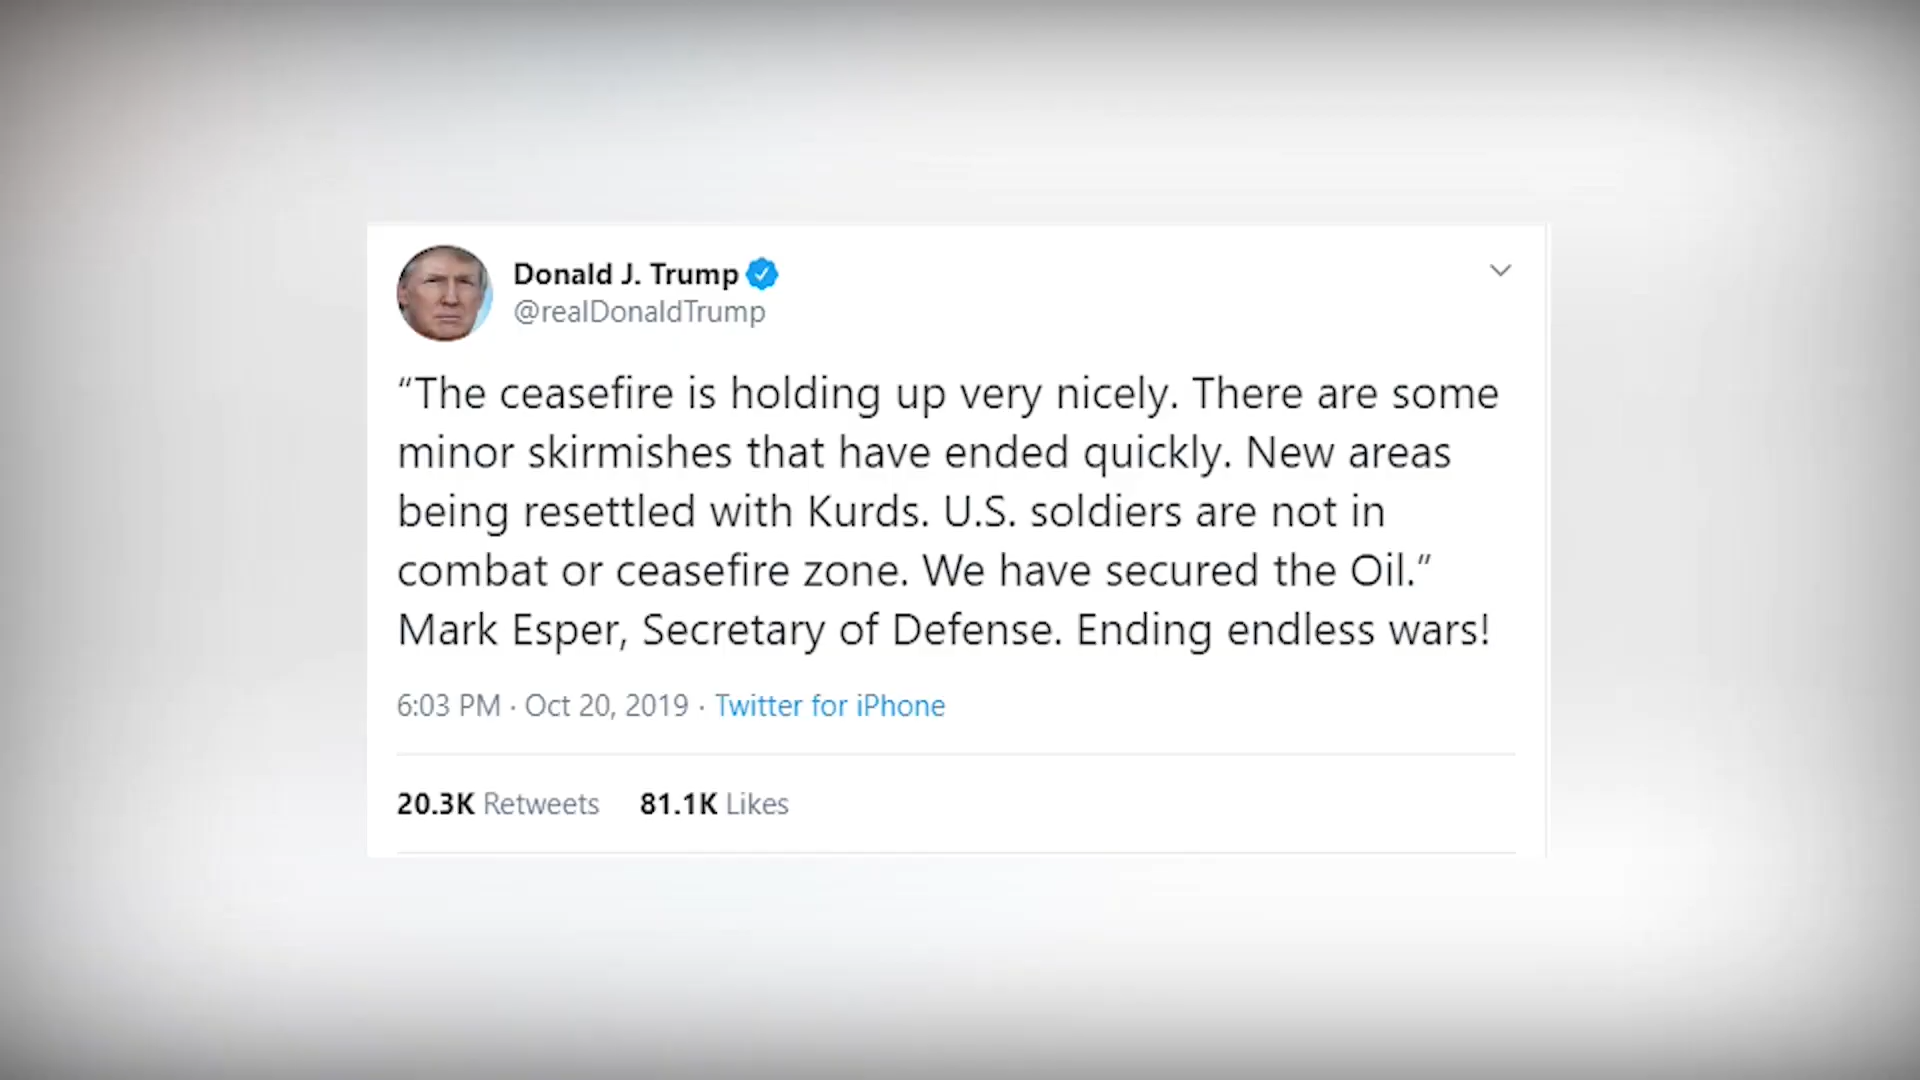 Donald J. Trump
@realDonaldTrump
“The ceasefire is holding up very nicely. There are some
minor skirmishes that have ended quickly. New areas
being resettled with Kurds. U.S. soldiers are not in
combat or ceasefire zone. We have secured the Oil.”
Mark Esper, Secretary of Defense. Ending endless wars!
6:03 PM · Oct 20, 2019 · Twitter for iPhone
20.3K Retweets 81.1K Likes